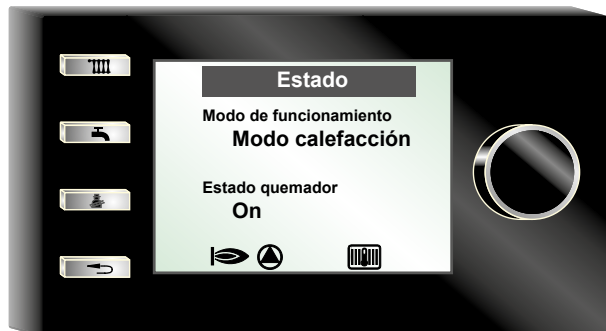 Estado
Modo de funcionamiento
Modo calefacción
Estado quemador
On